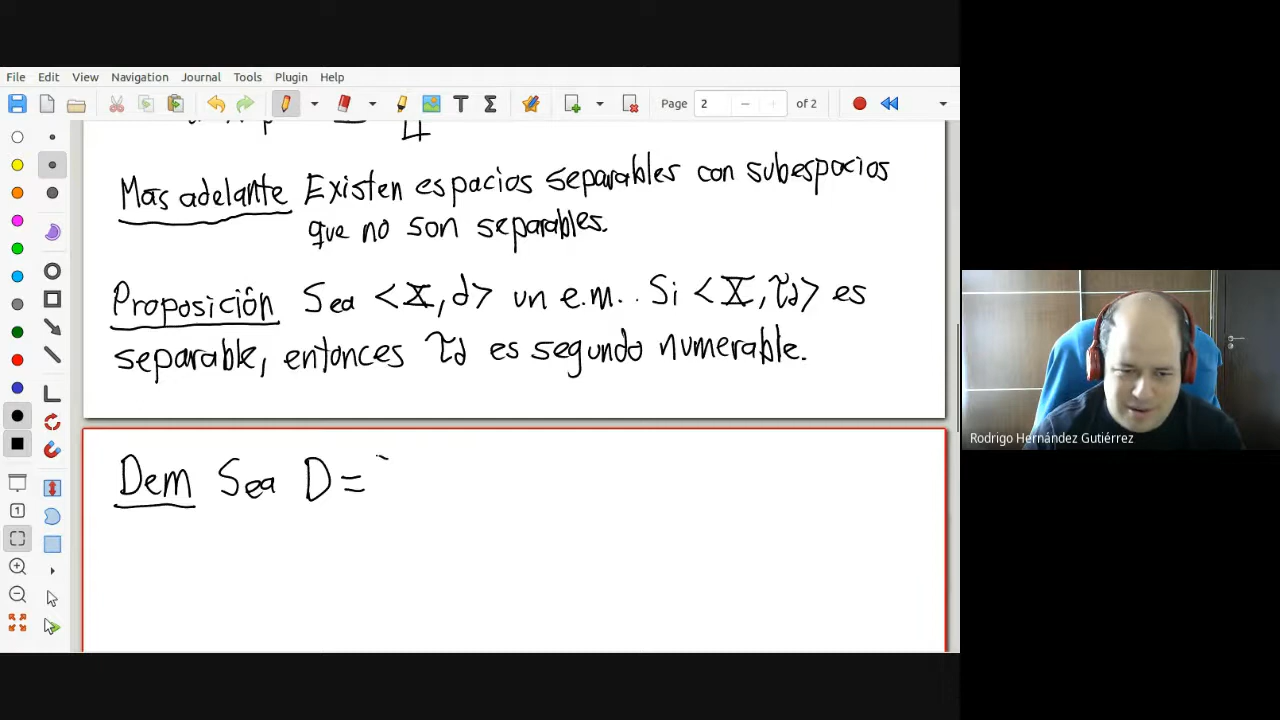 File Edit View Navigation Journal Tools Plugin Help
Page 2 of 2
Más adelante Existen espacios separables con subespacios
que no son separables.
Proposición Sea <X, d> un e.m.. Si <X, τd> es
separable, entonces τd es segundo numerable.
Dem Sea D =
Rodrigo Hernández Gutiérrez